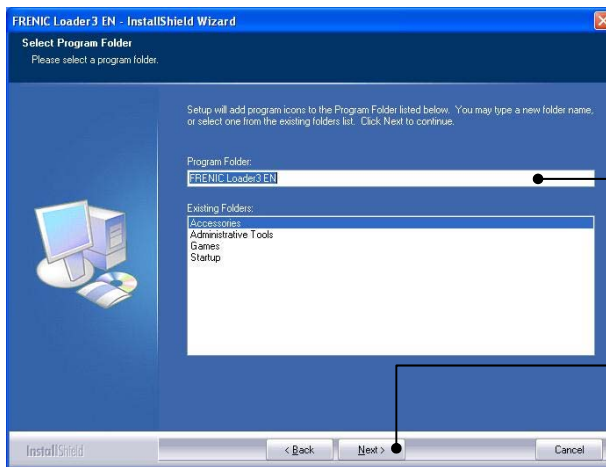 FRENIC Loader3 EN - InstallShield Wizard
Select Program Folder
Please select a program folder.
Setup will add program icons to the Program Folder listed below. You may type a new folder name,
or select one from the existing folders list. Click Next to continue.
Program Folder:
FRENIC Loader3 EN
Existing Folders:
Accessories
Administrative Tools
Games
Startup
InstallShield
< Back
Next >
Cancel